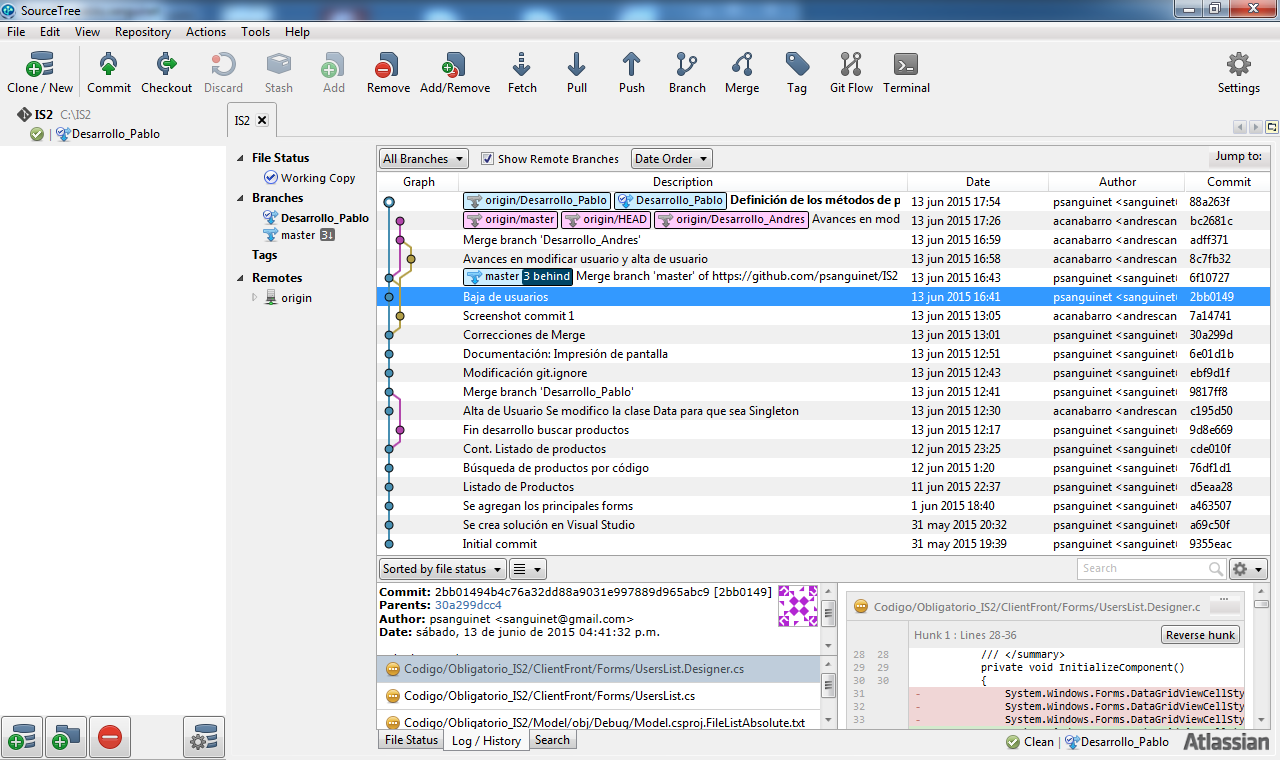 SourceTree
File Edit View Repository Actions Tools Help
Clone / New Commit Checkout Discard Stash Add Remove Add/Remove Fetch Pull Push Branch Merge Tag Git Flow Terminal Settings
IS2 C:\IS2
Desarrollo_Pablo
IS2
File Status
Working Copy
Branches
Desarrollo_Pablo
master 3↓
Tags
Remotes
origin
All Branches Show Remote Branches Date Order Jump to:
Graph Description Date Author Commit
origin/Desarrollo_Pablo Desarrollo_Pablo Definición de los métodos de p 13 jun 2015 17:54 psanguinet <sanguinet 88a263f
origin/master origin/HEAD origin/Desarrollo_Andres Avances en mod 13 jun 2015 17:26 acanabarro <andrescan bc2681c
Merge branch 'Desarrollo_Andres' 13 jun 2015 16:59 acanabarro <andrescan adff371
Avances en modificar usuario y alta de usuario 13 jun 2015 16:58 acanabarro <andrescan 8c7fb32
master 3 behind Merge branch 'master' of https://github.com/psanguinet/IS2 13 jun 2015 16:43 psanguinet <sanguinet 6f10727
Baja de usuarios 13 jun 2015 16:41 psanguinet <sanguinet 2bb0149
Screenshot commit 1 13 jun 2015 13:05 acanabarro <andrescan 7a14741
Correcciones de Merge 13 jun 2015 13:01 psanguinet <sanguinet 30a299d
Documentación: Impresión de pantalla 13 jun 2015 12:51 psanguinet <sanguinet 6e01d1b
Modificación git.ignore 13 jun 2015 12:43 psanguinet <sanguinet ebf9d1f
Merge branch 'Desarrollo_Pablo' 13 jun 2015 12:41 psanguinet <sanguinet 9817ff8
Alta de Usuario Se modifico la clase Data para que sea Singleton 13 jun 2015 12:30 acanabarro <andrescan c195d50
Fin desarrollo buscar productos 13 jun 2015 12:17 psanguinet <sanguinet 9d8e669
Cont. Listado de productos 12 jun 2015 23:25 psanguinet <sanguinet cde010f
Búsqueda de productos por código 12 jun 2015 1:20 psanguinet <sanguinet 76df1d1
Listado de Productos 11 jun 2015 22:37 psanguinet <sanguinet d5eaa28
Se agregan los principales forms 1 jun 2015 18:40 psanguinet <sanguinet a463507
Se crea solución en Visual Studio 31 may 2015 20:32 psanguinet <sanguinet a69c50f
Initial commit 31 may 2015 19:39 psanguinet <sanguinet 9355eac
Sorted by file status Search
Commit: 2bb01494b4c76a32dd88a9031e997889d965abc9 [2bb0149]
Parents: 30a299dcc4
Author: psanguinet <sanguinet@gmail.com>
Date: sábado, 13 de junio de 2015 04:41:32 p.m.
Codigo/Obligatorio_IS2/ClientFront/Forms/UsersList.Designer.cs
Codigo/Obligatorio_IS2/ClientFront/Forms/UsersList.cs
Codigo/Obligatorio_IS2/Model/obj/Debug/Model.csproj.FileListAbsolute.txt
Codigo/Obligatorio_IS2/ClientFront/Forms/UsersList.Designer.c ...
Hunk 1 : Lines 28-36 Reverse hunk
28 28 /// </summary>
29 29 private void InitializeComponent()
30 30 {
31 - System.Windows.Forms.DataGridViewCellSty
32 - System.Windows.Forms.DataGridViewCellSty
33 - System.Windows.Forms.DataGridViewCellSty
File Status Log / History Search
Clean Desarrollo_Pablo Atlassian